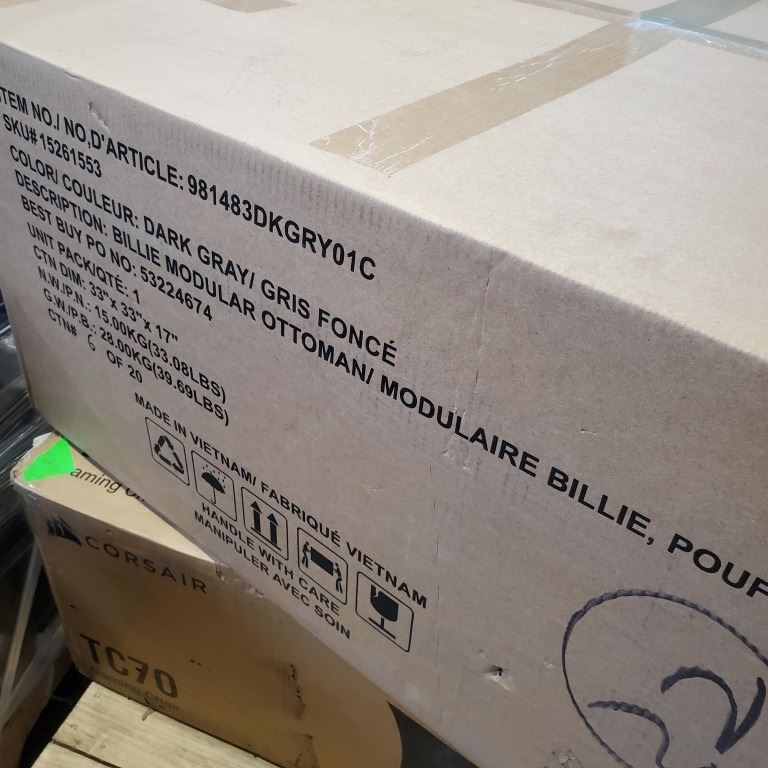 ITEM NO./ NO,D'ARTICLE: 981483DKGRY01C
SKU# 15261553
COLOR/ COULEUR: DARK GRAY/ GRIS FONCÉ
DESCRIPTION: BILLIE MODULAR OTTOMAN/ MODULAIRE BILLIE, POUF
BEST BUY PO NO: 53224674
UNIT PACK/QTÉ: 1
CTN DIM: 33"x 33"x 17"
N.W./P.N.: 15.00KG(33.08LBS)
G.W./P.B.: 28.00KG(39.69LBS)
CTN# 6 OF 20
MADE IN VIETNAM/ FABRIQUÉ VIETNAM
HANDLE WITH CARE
MANIPULER AVEC SOIN
aming
CORSAIR
TC70
Gaming Chair